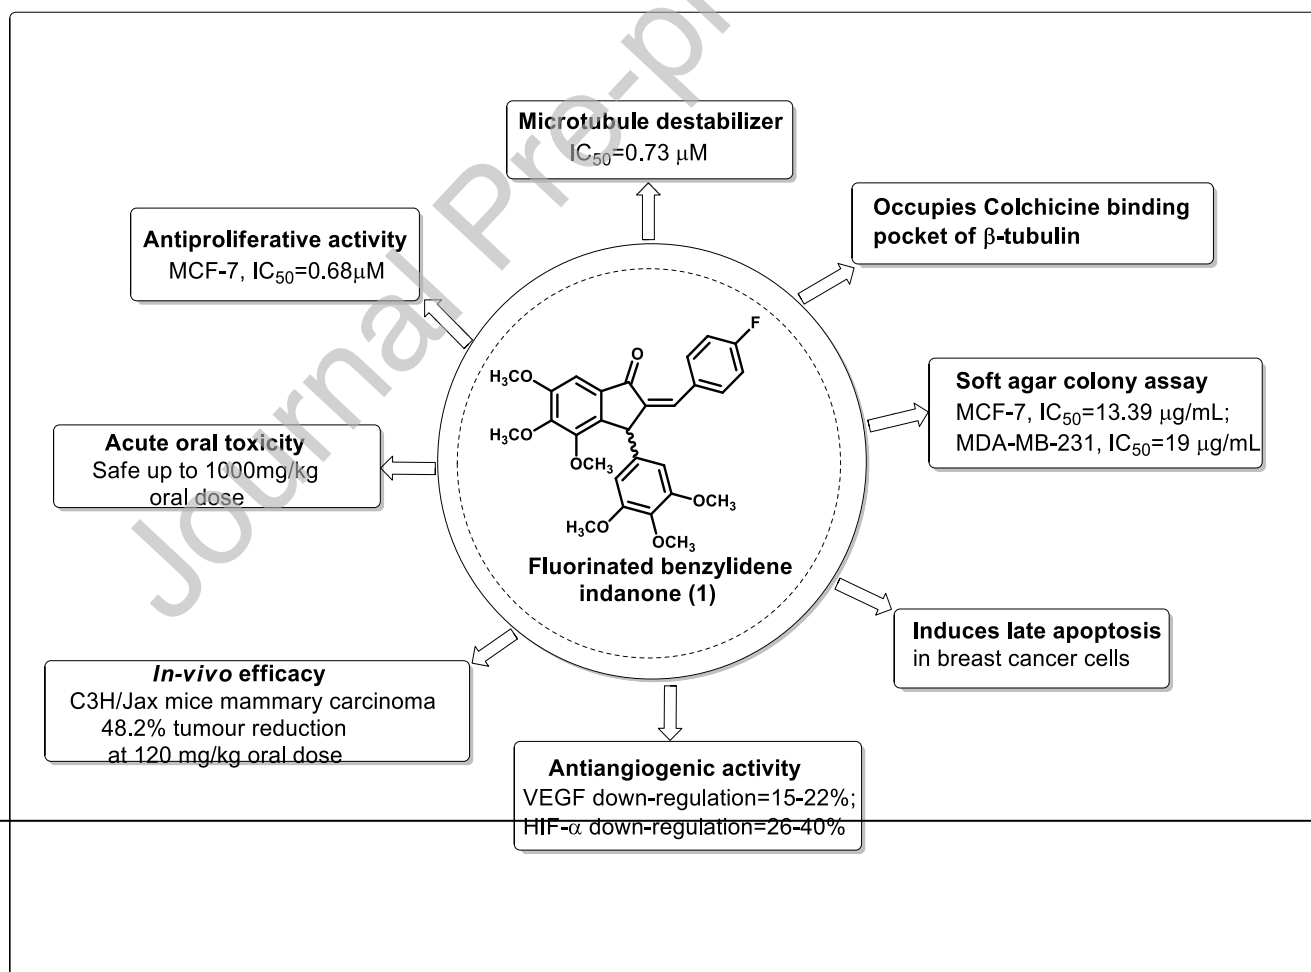 Journal Pre-pr
Microtubule destabilizer
IC50=0.73 μM
Occupies Colchicine binding
pocket of β-tubulin
Antiproliferative activity
MCF-7, IC50=0.68μM
Soft agar colony assay
MCF-7, IC50=13.39 μg/mL;
MDA-MB-231, IC50=19 μg/mL
Acute oral toxicity
Safe up to 1000mg/kg
oral dose
F
O
H3CO
H3CO
OCH3
OCH3
H3CO
OCH3
Fluorinated benzylidene
indanone (1)
Induces late apoptosis
in breast cancer cells
In-vivo efficacy
C3H/Jax mice mammary carcinoma
48.2% tumour reduction
at 120 mg/kg oral dose
Antiangiogenic activity
VEGF down-regulation=15-22%;
HIF-α down-regulation=26-40%